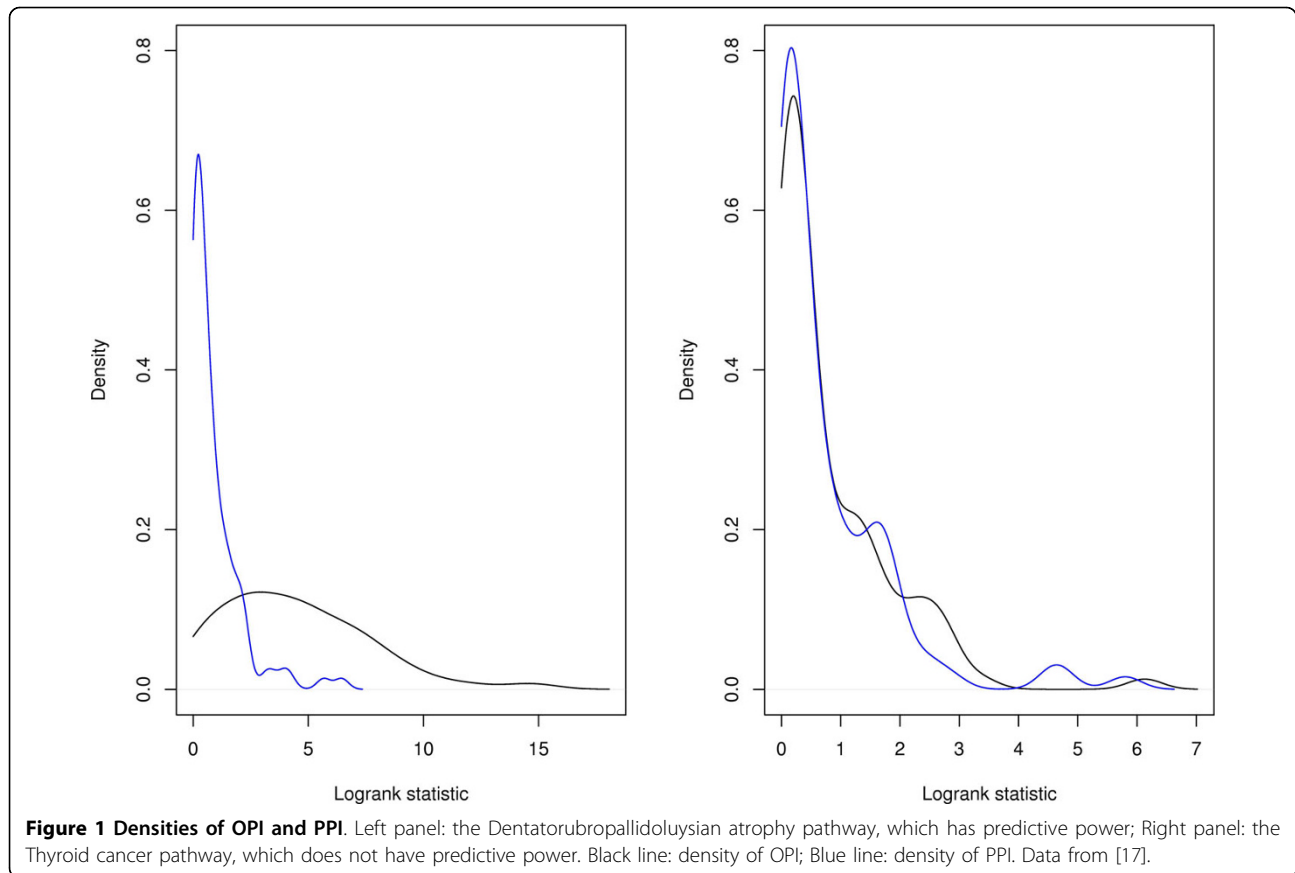 0.8
0.6
0.4
0.2
0.0
Density
0 5 10 15
Logrank statistic
0.8
0.6
0.4
0.2
0.0
Density
0 1 2 3 4 5 6 7
Logrank statistic
Figure 1 Densities of OPI and PPI. Left panel: the Dentatorubropallidoluysian atrophy pathway, which has predictive power; Right panel: the
Thyroid cancer pathway, which does not have predictive power. Black line: density of OPI; Blue line: density of PPI. Data from [17].